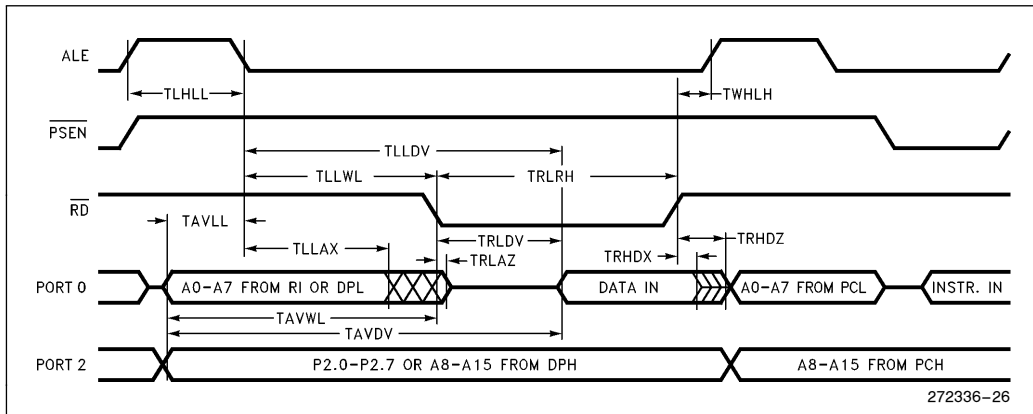 ALE
TLHLL
TWHLH
PSEN
TLLDV
TLLWL
TRLRH
RD
TAVLL
TLLAX
TRLDV
TRLAZ
TRHDX
TRHDZ
PORT 0
A0-A7 FROM RI OR DPL
DATA IN
A0-A7 FROM PCL
INSTR. IN
TAVWL
TAVDV
PORT 2
P2.0-P2.7 OR A8-A15 FROM DPH
A8-A15 FROM PCH
272336-26